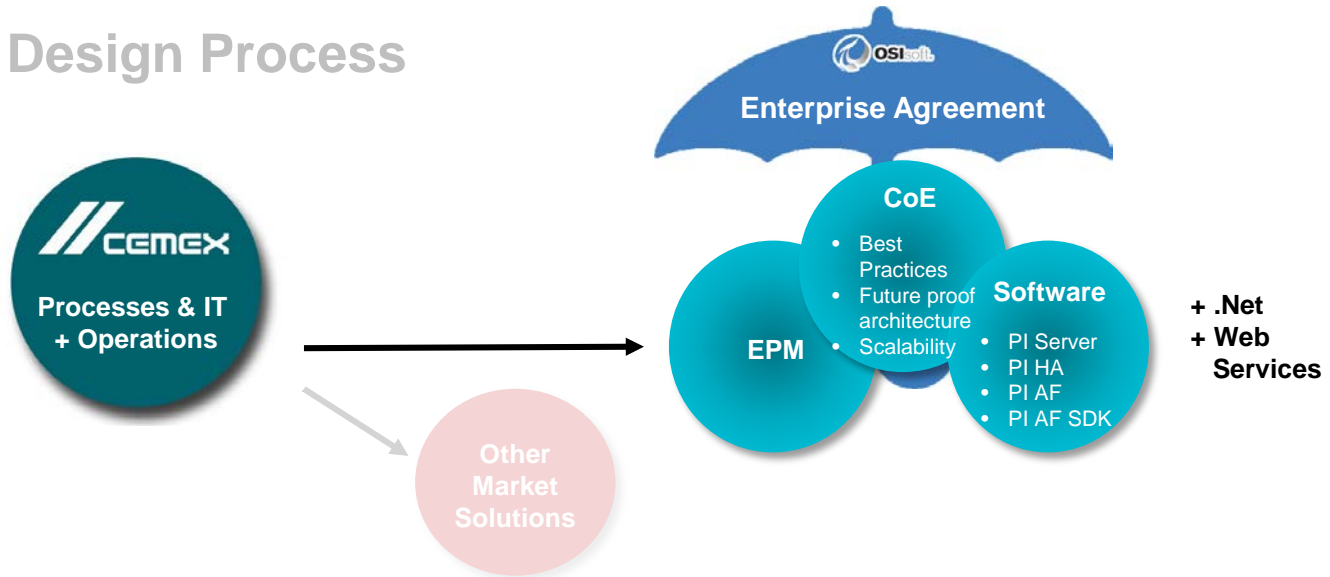 Design Process
OSIsoft.
Enterprise Agreement
CEMEX
Processes & IT
+ Operations
CoE
• Best
Practices
• Future proof
architecture
• Scalability
EPM
Software
• PI Server
• PI HA
• PI AF
• PI AF SDK
+ .Net
+ Web
Services
Other
Market
Solutions